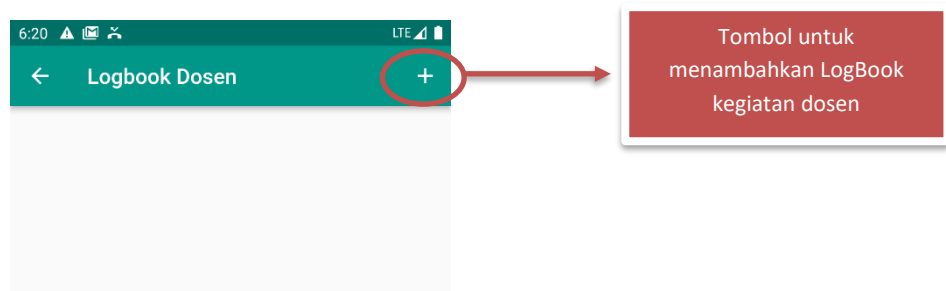 6:20 LTE
Logbook Dosen +
Tombol untuk
menambahkan LogBook
kegiatan dosen